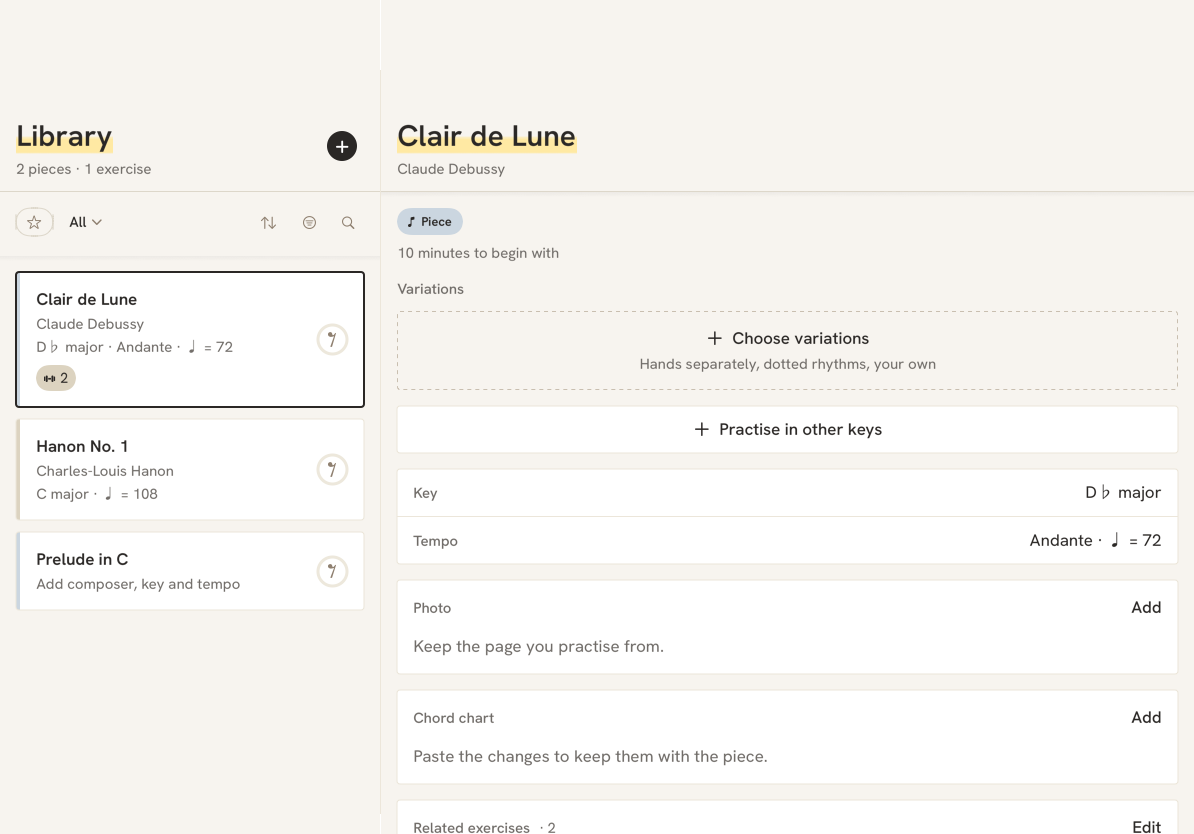 Library
2 pieces · 1 exercise
All
Clair de Lune
Claude Debussy
D♭ major · Andante · ♩ = 72
2
Hanon No. 1
Charles-Louis Hanon
C major · ♩ = 108
Prelude in C
Add composer, key and tempo
Clair de Lune
Claude Debussy
Piece
10 minutes to begin with
Variations
Choose variations
Hands separately, dotted rhythms, your own
Practise in other keys
Key D♭ major
Tempo Andante · ♩ = 72
Photo Add
Keep the page you practise from.
Chord chart Add
Paste the changes to keep them with the piece.
Related exercises · 2 Edit